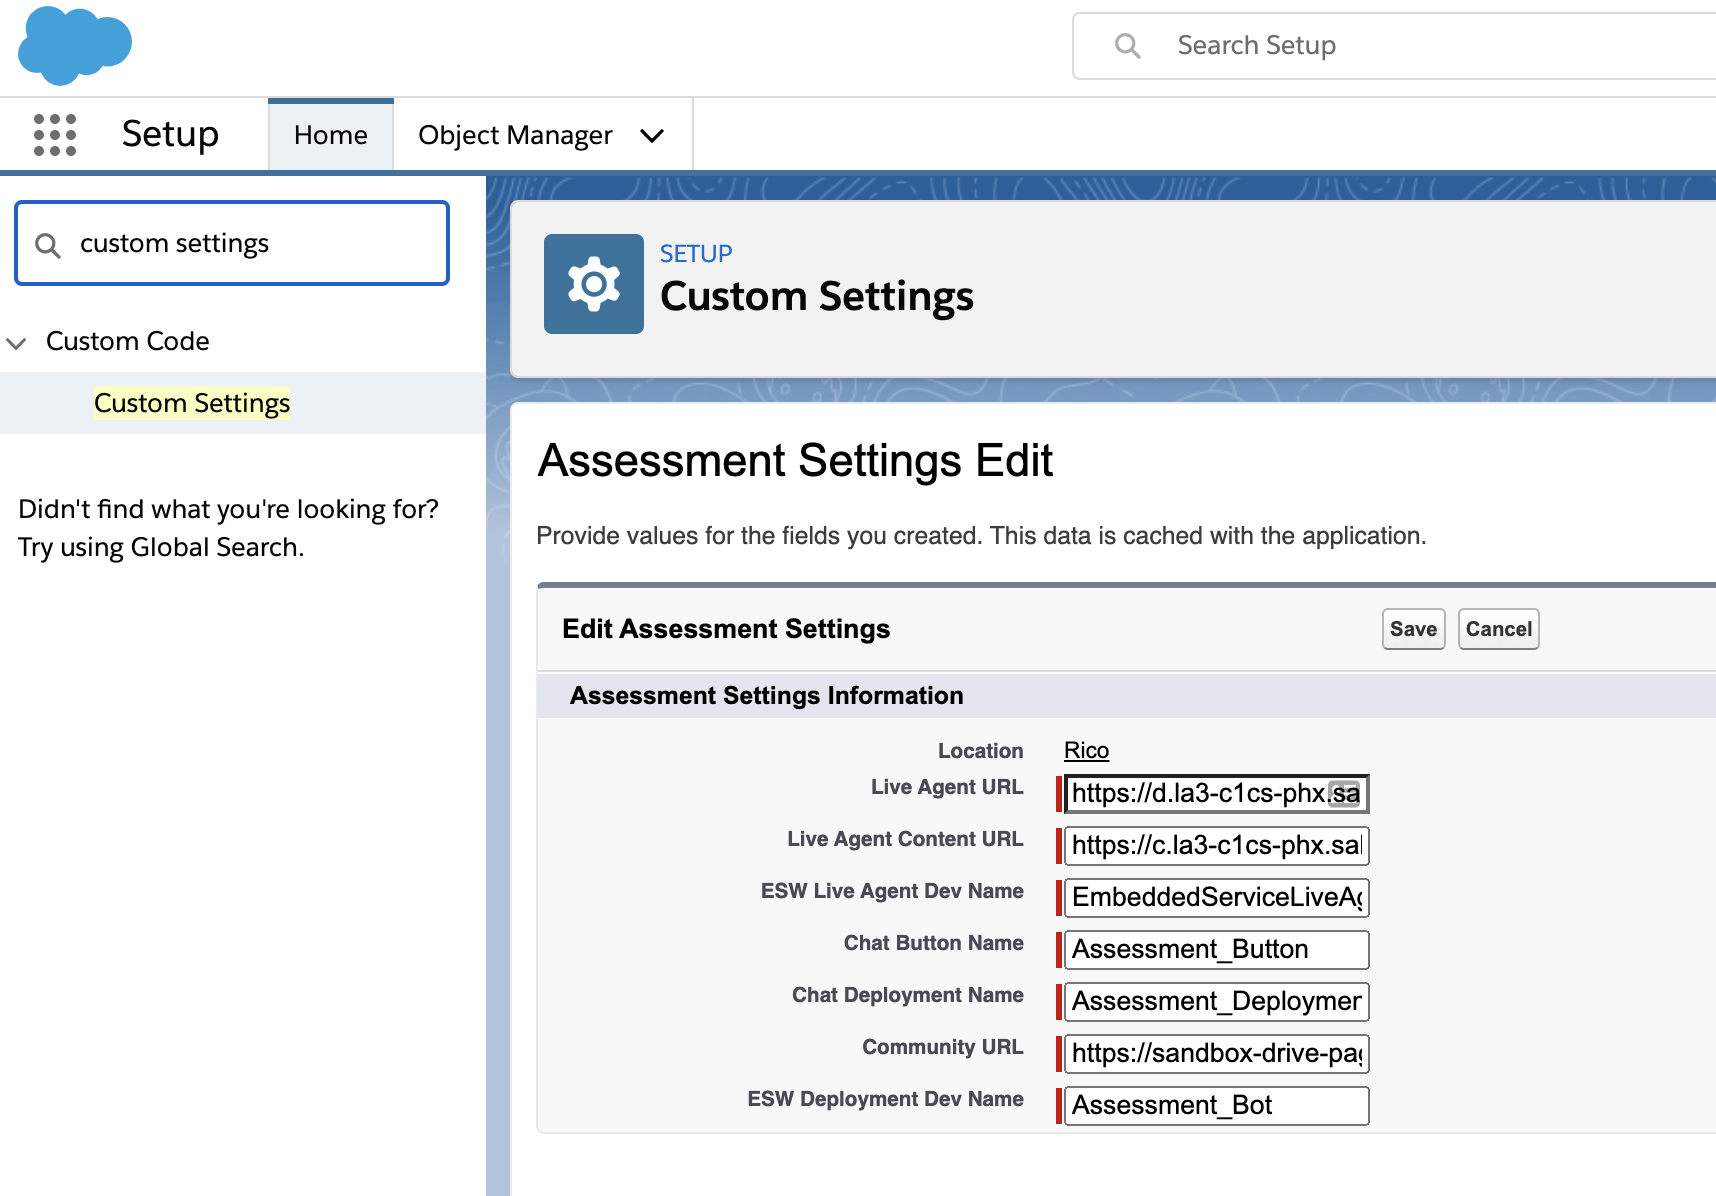 Search Setup
Setup
Home
Object Manager
custom settings
Custom Code
Custom Settings
Didn't find what you're looking for?
Try using Global Search.
SETUP
Custom Settings
Assessment Settings Edit
Provide values for the fields you created. This data is cached with the application.
Edit Assessment Settings
Save
Cancel
Assessment Settings Information
Location Rico
Live Agent URL https://d.la3-c1cs-phx.sa
Live Agent Content URL https://c.la3-c1cs-phx.sal
ESW Live Agent Dev Name EmbeddedServiceLiveAg
Chat Button Name Assessment_Button
Chat Deployment Name Assessment_Deploymen
Community URL https://sandbox-drive-pag
ESW Deployment Dev Name Assessment_Bot